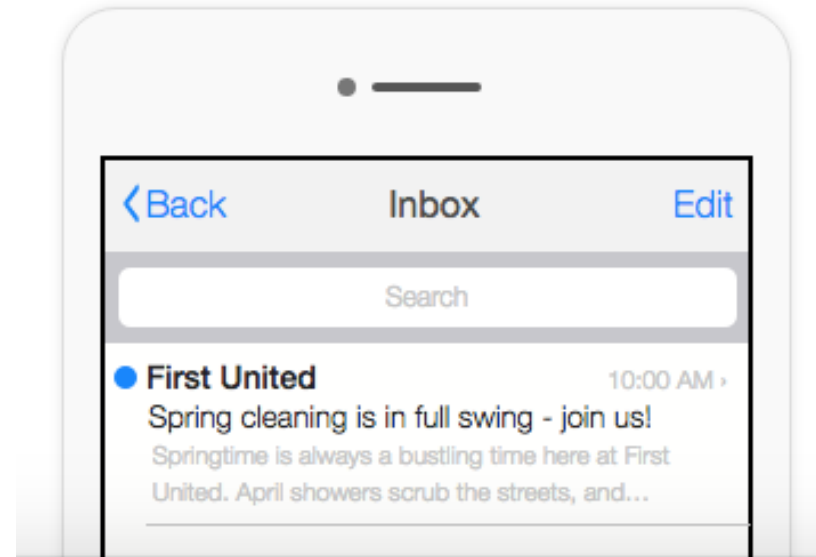 Back Inbox Edit
Search
First United 10:00 AM ›
Spring cleaning is in full swing - join us!
Springtime is always a bustling time here at First
United. April showers scrub the streets, and...